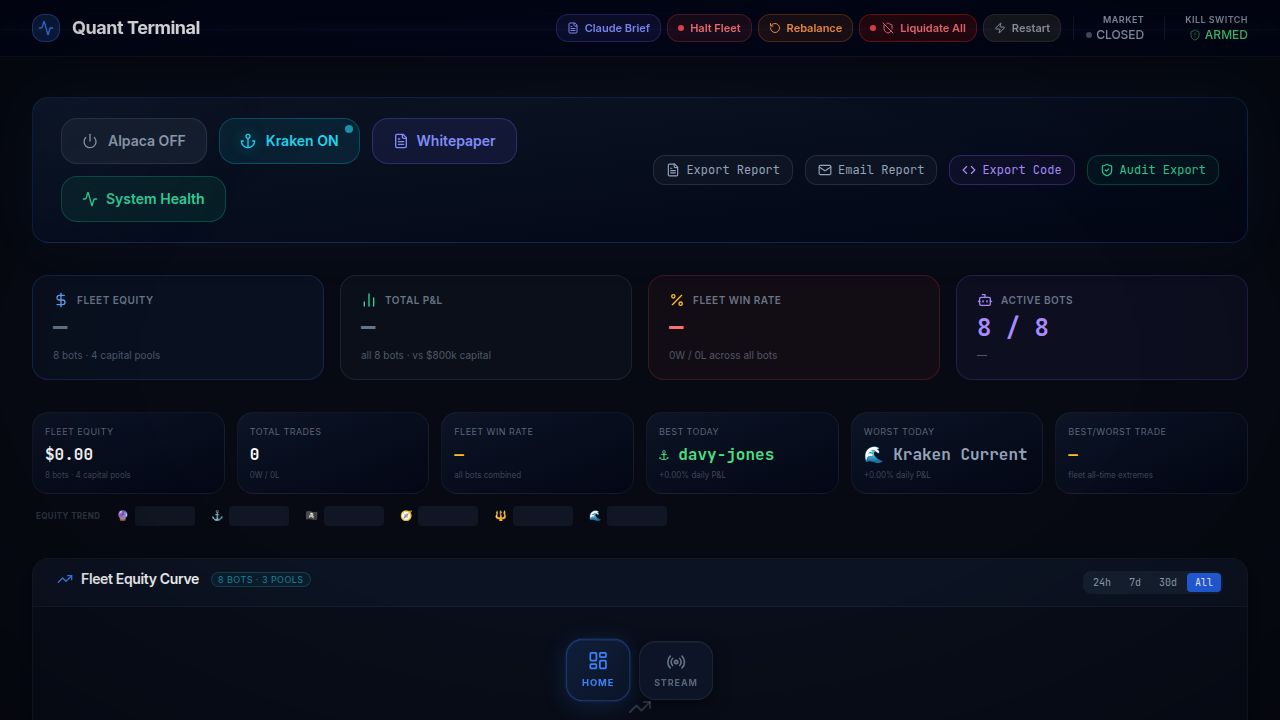 Quant Terminal
Claude Brief
Halt Fleet
Rebalance
Liquidate All
Restart
MARKET
CLOSED
KILL SWITCH
ARMED
Alpaca OFF
Kraken ON
Whitepaper
System Health
Export Report
Email Report
Export Code
Audit Export
FLEET EQUITY
—
8 bots · 4 capital pools
TOTAL P&L
—
all 8 bots · vs $800k capital
FLEET WIN RATE
—
0W / 0L across all bots
ACTIVE BOTS
8 / 8
—
FLEET EQUITY
$0.00
8 bots · 4 capital pools
TOTAL TRADES
0
0W / 0L
FLEET WIN RATE
—
all bots combined
BEST TODAY
⚓ davy-jones
+0.00% daily P&L
WORST TODAY
🌊 Kraken Current
+0.00% daily P&L
BEST/WORST TRADE
—
fleet all-time extremes
EQUITY TREND
Fleet Equity Curve
8 BOTS · 3 POOLS
24h 7d 30d All
HOME
STREAM